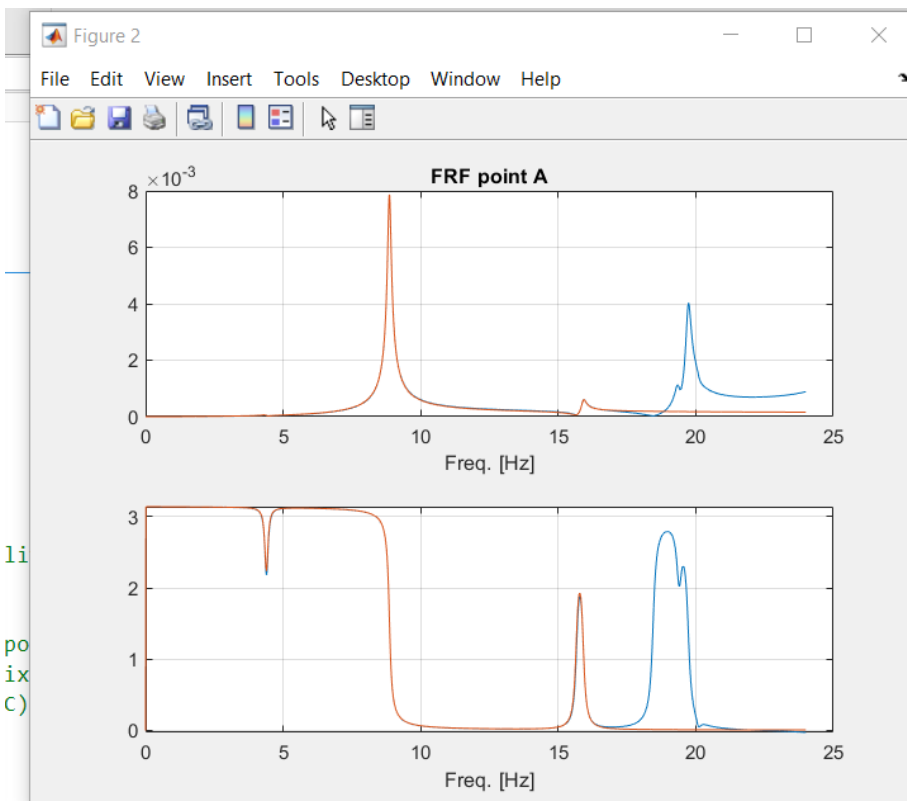 Figure 2
File Edit View Insert Tools Desktop Window Help
×10-3
FRF point A
8
6
4
2
0
0 5 10 15 20 25
Freq. [Hz]
3
2
1
0
0 5 10 15 20 25
Freq. [Hz]
li
po
ix
C)